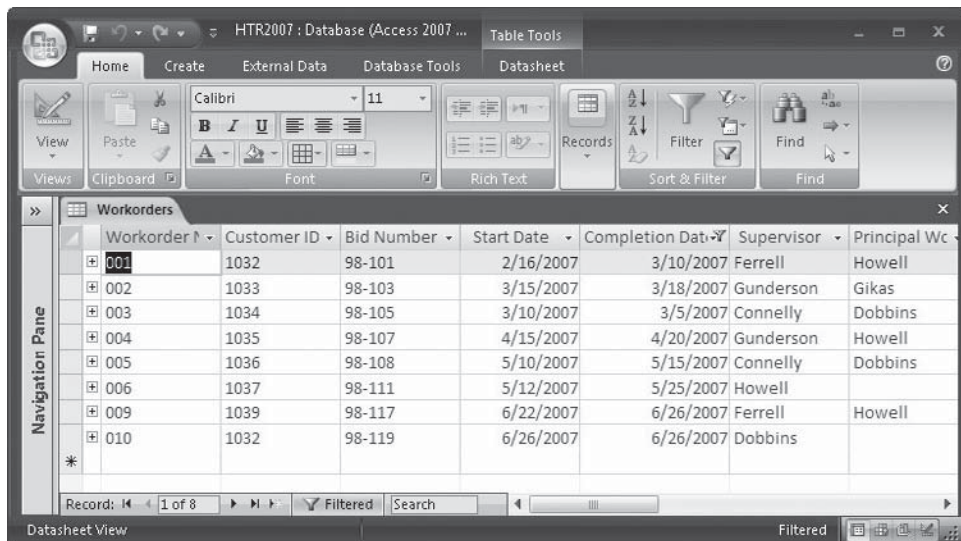 HTR2007 : Database (Access 2007 ... Table Tools
Home Create External Data Database Tools Datasheet
Calibri 11
View Paste B I U Records Filter Find
Views Clipboard Font Rich Text Sort & Filter Find
Workorders
Workorder N Customer ID Bid Number Start Date Completion Dat Supervisor Principal Wc
001 1032 98-101 2/16/2007 3/10/2007 Ferrell Howell
002 1033 98-103 3/15/2007 3/18/2007 Gunderson Gikas
003 1034 98-105 3/10/2007 3/5/2007 Connelly Dobbins
004 1035 98-107 4/15/2007 4/20/2007 Gunderson Howell
005 1036 98-108 5/10/2007 5/15/2007 Connelly Dobbins
006 1037 98-111 5/12/2007 5/25/2007 Howell
009 1039 98-117 6/22/2007 6/26/2007 Ferrell Howell
010 1032 98-119 6/26/2007 6/26/2007 Dobbins
Navigation Pane
Record: 1 of 8 Filtered Search
Datasheet View Filtered